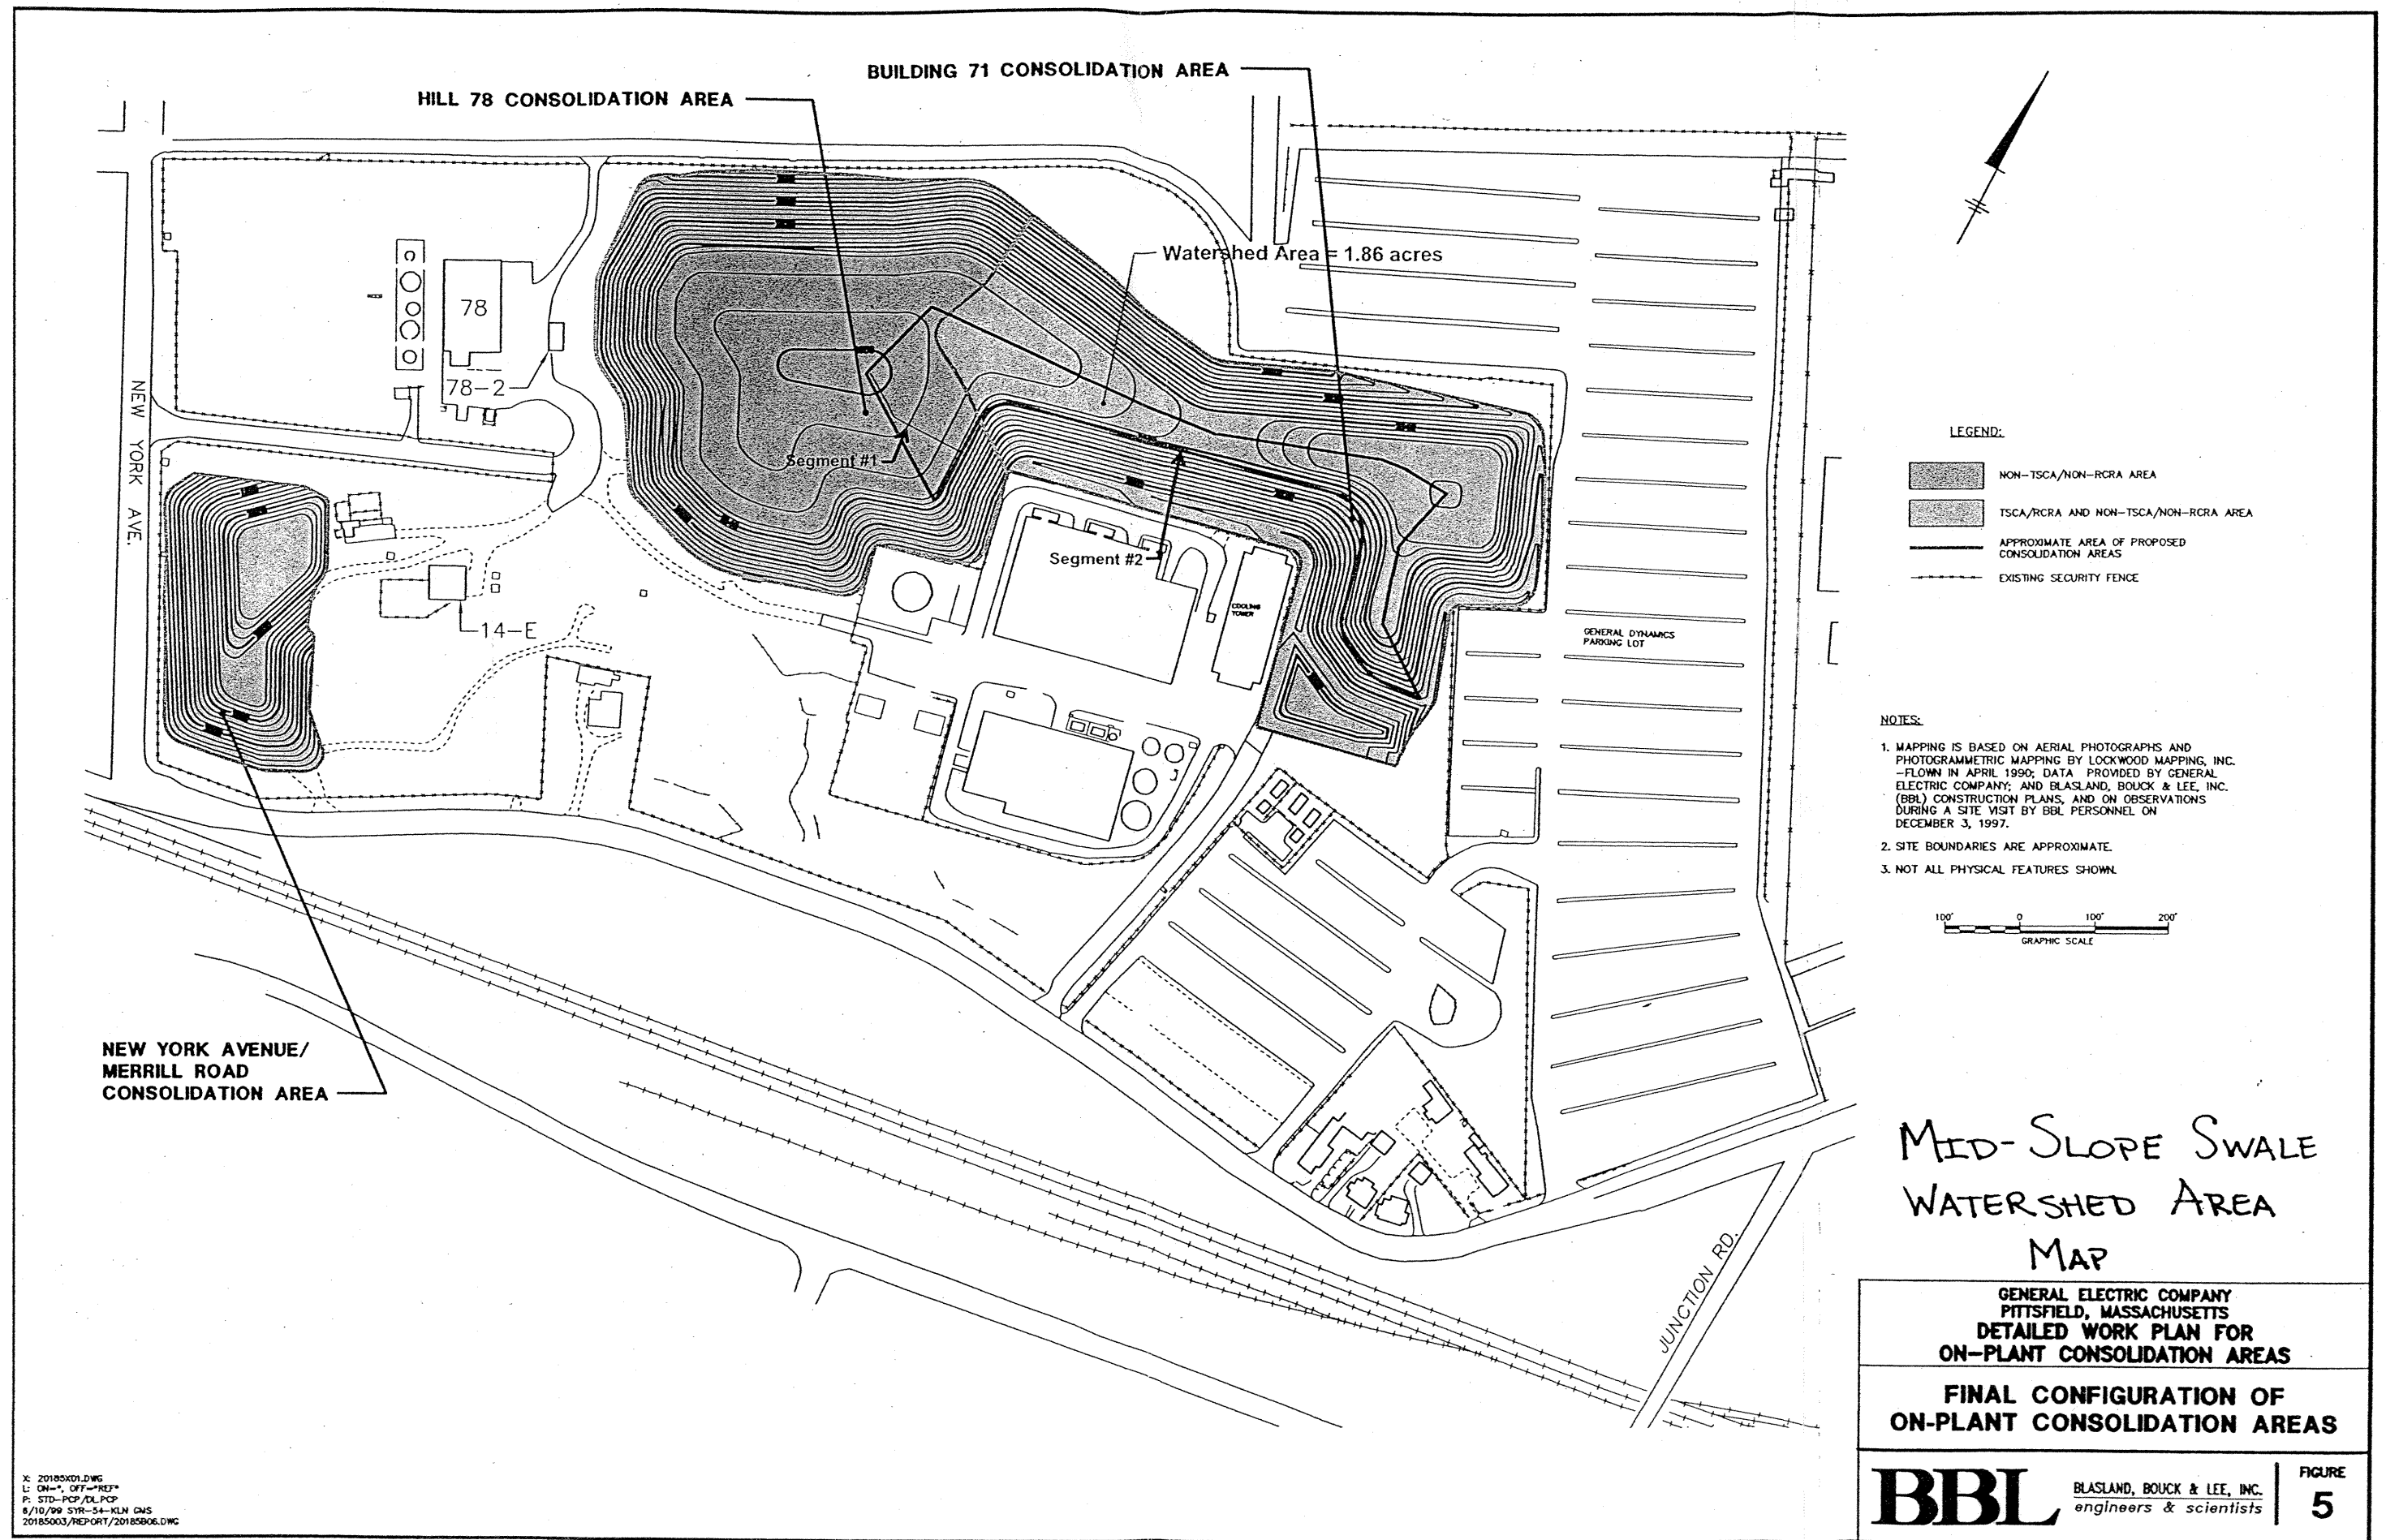 BUILDING 71 CONSOLIDATION AREA
HILL 78 CONSOLIDATION AREA
Watershed Area = 1.86 acres
78
78-2
NEW YORK AVE.
Segment #1
Segment #2
COOLING
TOWER
14-E
GENERAL DYNAMICS
PARKING LOT
NEW YORK AVENUE/
MERRILL ROAD
CONSOLIDATION AREA
JUNCTION RD.
LEGEND:
NON-TSCA/NON-RCRA AREA
TSCA/RCRA AND NON-TSCA/NON-RCRA AREA
APPROXIMATE AREA OF PROPOSED
CONSOLIDATION AREAS
EXISTING SECURITY FENCE
NOTES:
1. MAPPING IS BASED ON AERIAL PHOTOGRAPHS AND
PHOTOGRAMMETRIC MAPPING BY LOCKWOOD MAPPING, INC.
-FLOWN IN APRIL 1990; DATA PROVIDED BY GENERAL
ELECTRIC COMPANY; AND BLASLAND, BOUCK & LEE, INC.
(BBL) CONSTRUCTION PLANS, AND ON OBSERVATIONS
DURING A SITE VISIT BY BBL PERSONNEL ON
DECEMBER 3, 1997.
2. SITE BOUNDARIES ARE APPROXIMATE.
3. NOT ALL PHYSICAL FEATURES SHOWN.
100' 0 100' 200'
GRAPHIC SCALE
MID-SLOPE SWALE
WATERSHED AREA
MAP
GENERAL ELECTRIC COMPANY
PITTSFIELD, MASSACHUSETTS
DETAILED WORK PLAN FOR
ON-PLANT CONSOLIDATION AREAS
FINAL CONFIGURATION OF
ON-PLANT CONSOLIDATION AREAS
BBL
BLASLAND, BOUCK & LEE, INC.
engineers & scientists
FIGURE
5
X: 20185X01.DWG
L: ON=*, OFF=*REF*
P: STD-PCP/DL.PCP
8/10/99 SYR-54-KLN GMS
20185003/REPORT/20185B06.DWG